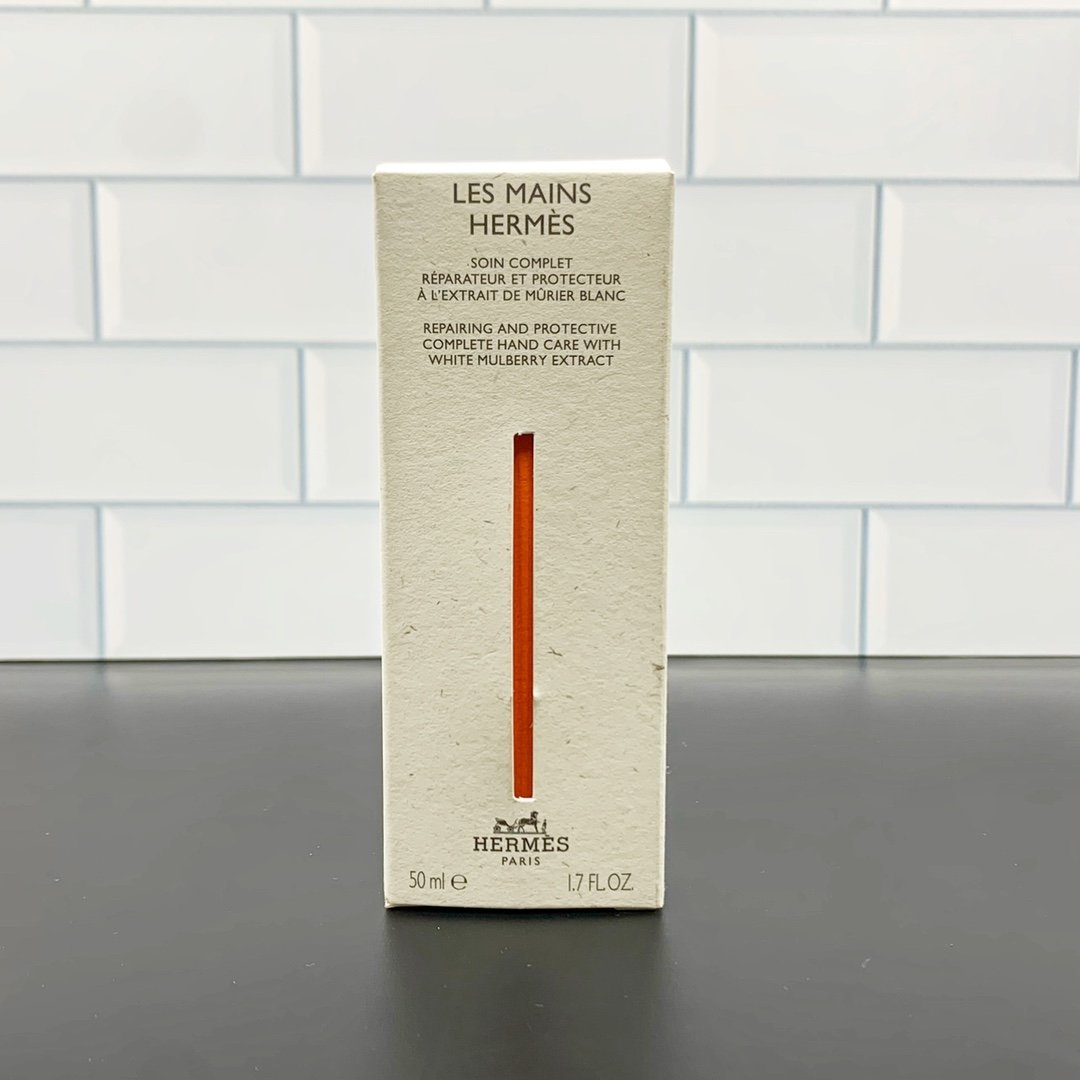 LES MAINS
HERMÈS
SOIN COMPLET
RÉPARATEUR ET PROTECTEUR
À L'EXTRAIT DE MÛRIER BLANC
REPAIRING AND PROTECTIVE
COMPLETE HAND CARE WITH
WHITE MULBERRY EXTRACT
HERMÈS
PARIS
50 ml ℮ 1.7 FL.OZ.